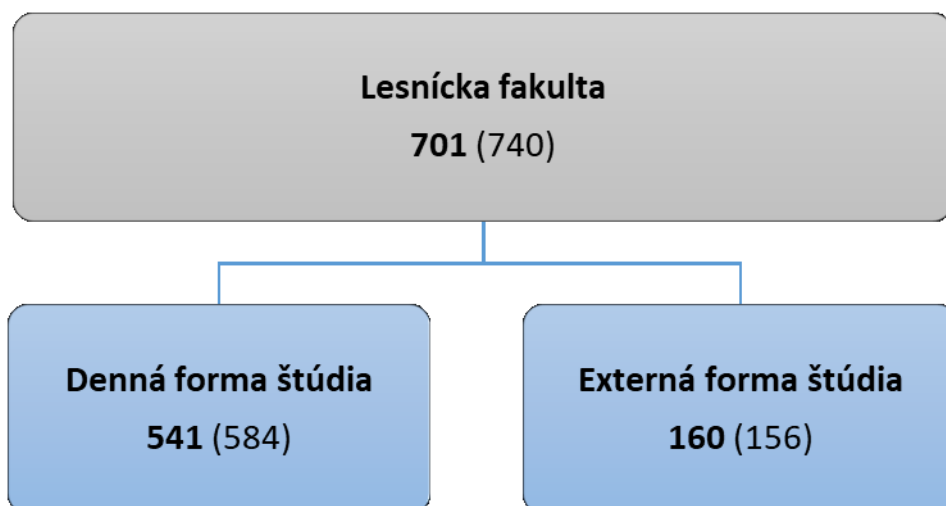 Lesnícka fakulta
701 (740)
Denná forma štúdia
541 (584)
Externá forma štúdia
160 (156)